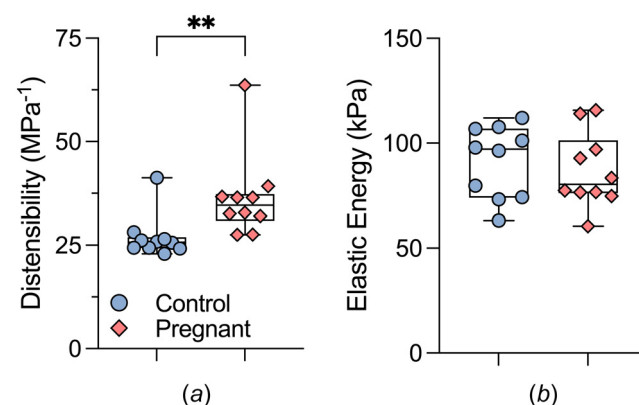 **
75
50
25
0
Distensibility (MPa-1)
Control
Pregnant
(a)
150
100
50
0
Elastic Energy (kPa)
(b)